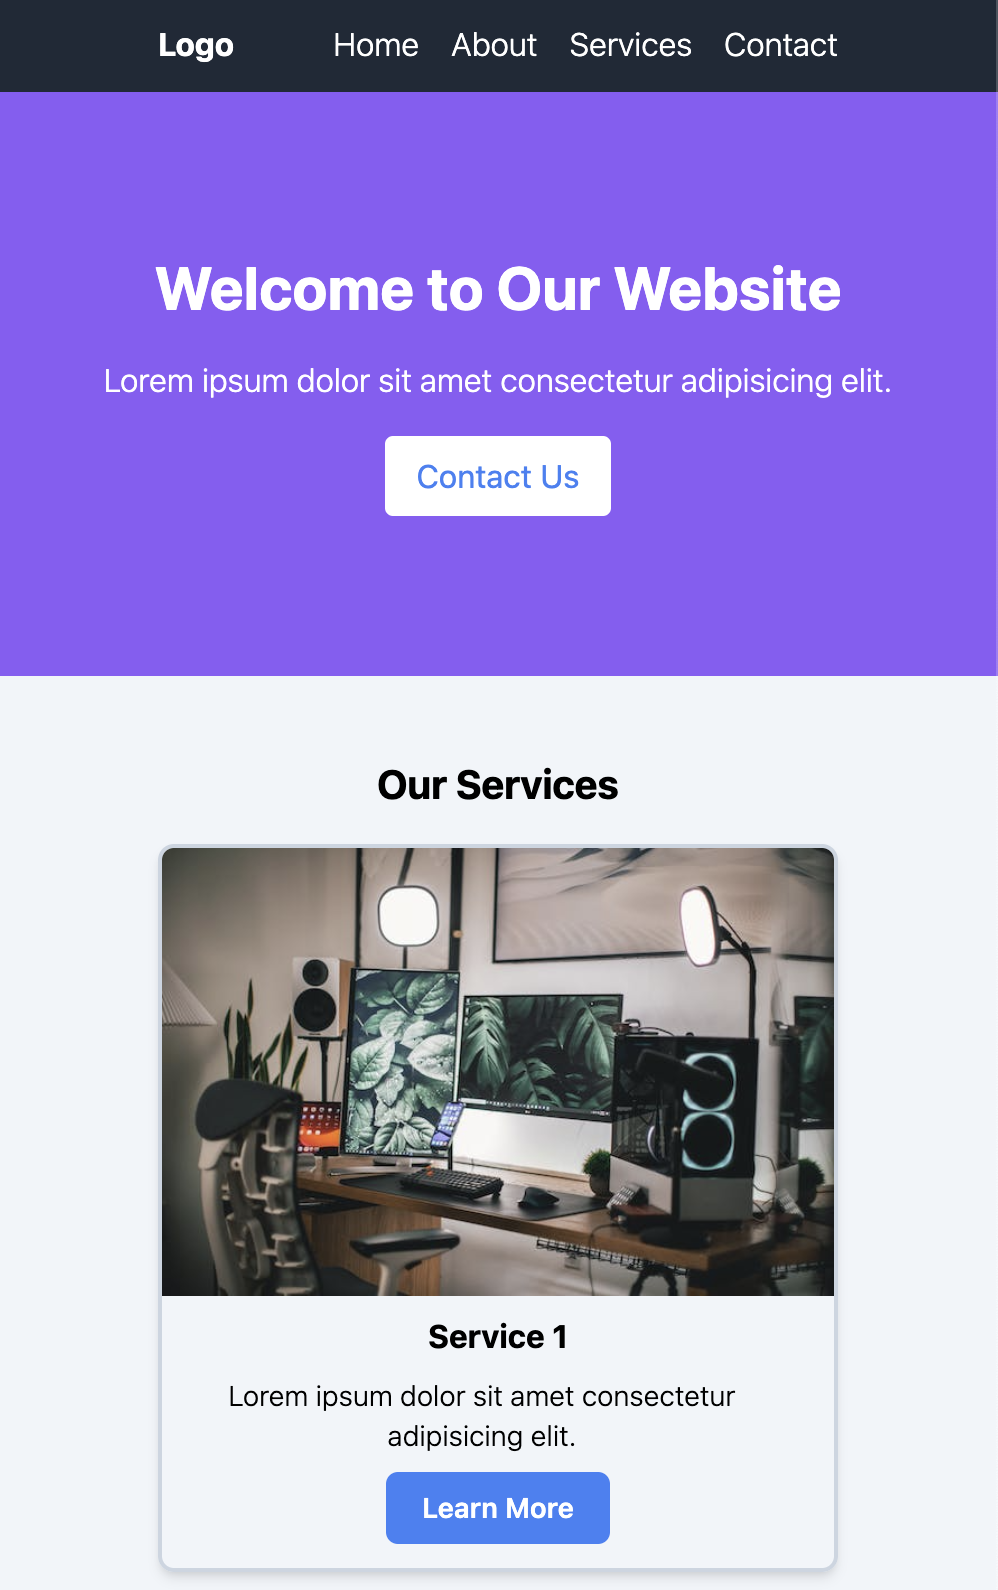 Logo Home About Services Contact
Welcome to Our Website
Lorem ipsum dolor sit amet consectetur adipisicing elit.
Contact Us
Our Services
Service 1
Lorem ipsum dolor sit amet consectetur
adipisicing elit.
Learn More